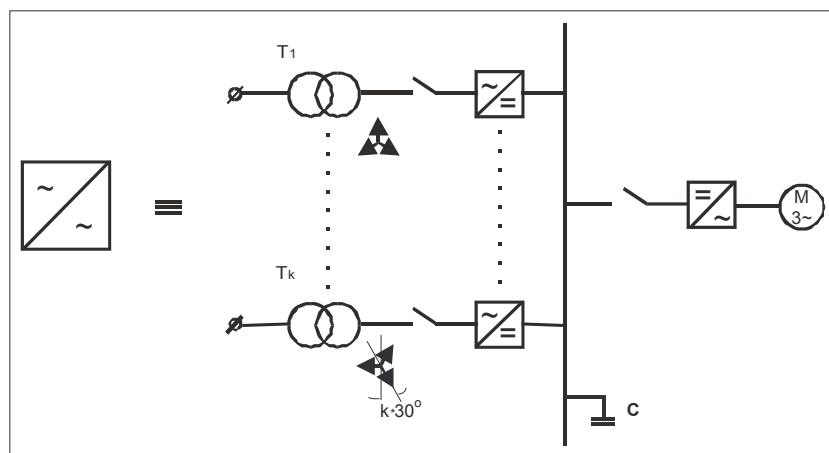 T1
~
=
~
~
=
~
M
3~
Tk
~
=
k·30°
C